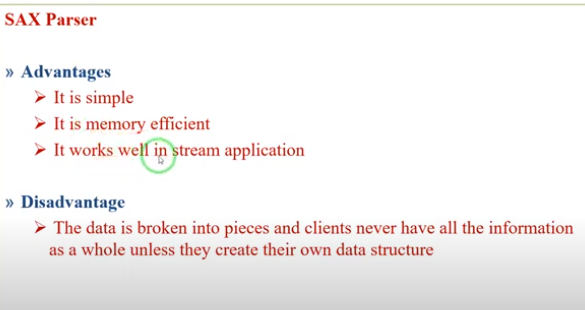 SAX Parser
» Advantages
➢ It is simple
➢ It is memory efficient
➢ It works well in stream application
» Disadvantage
➢ The data is broken into pieces and clients never have all the information
as a whole unless they create their own data structure